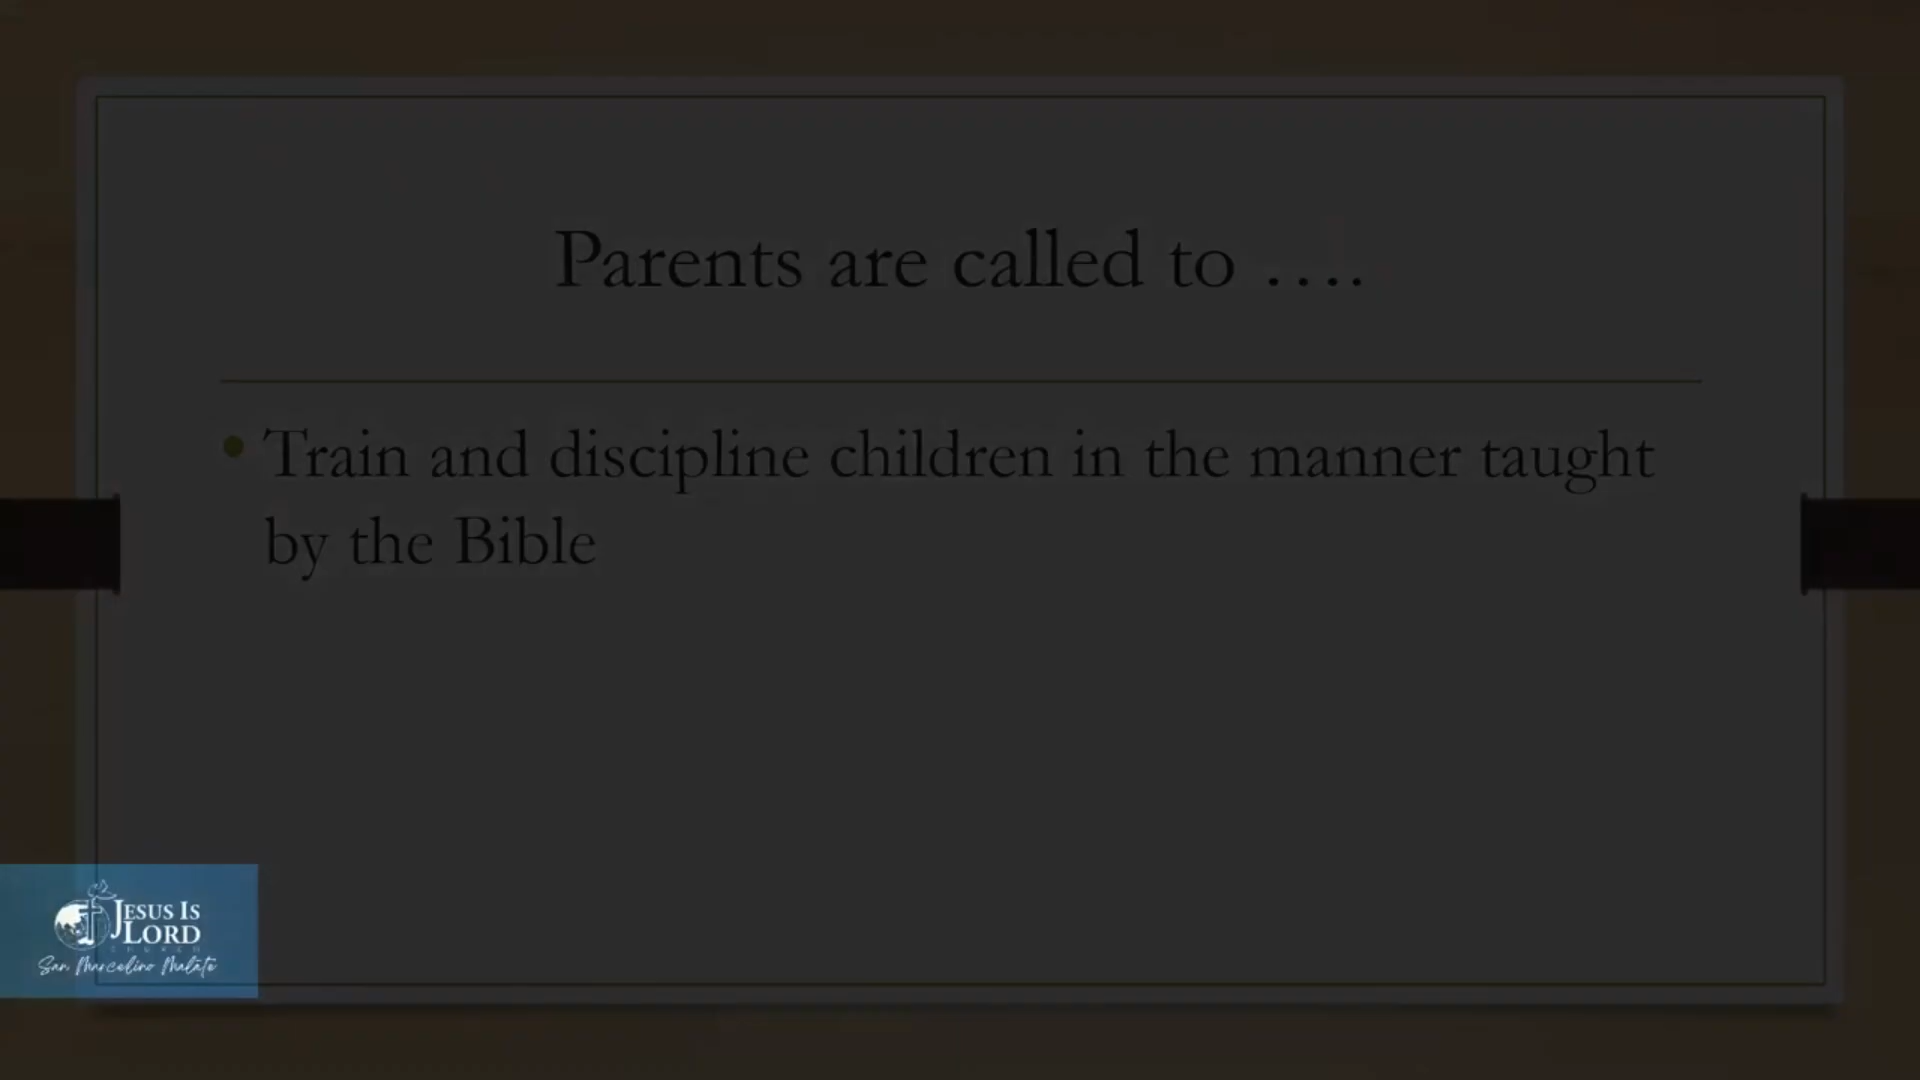 Parents are called to ....
• Train and discipline children in the manner taught
by the Bible
JESUS IS
LORD
CHURCH
San Marcelino Malate